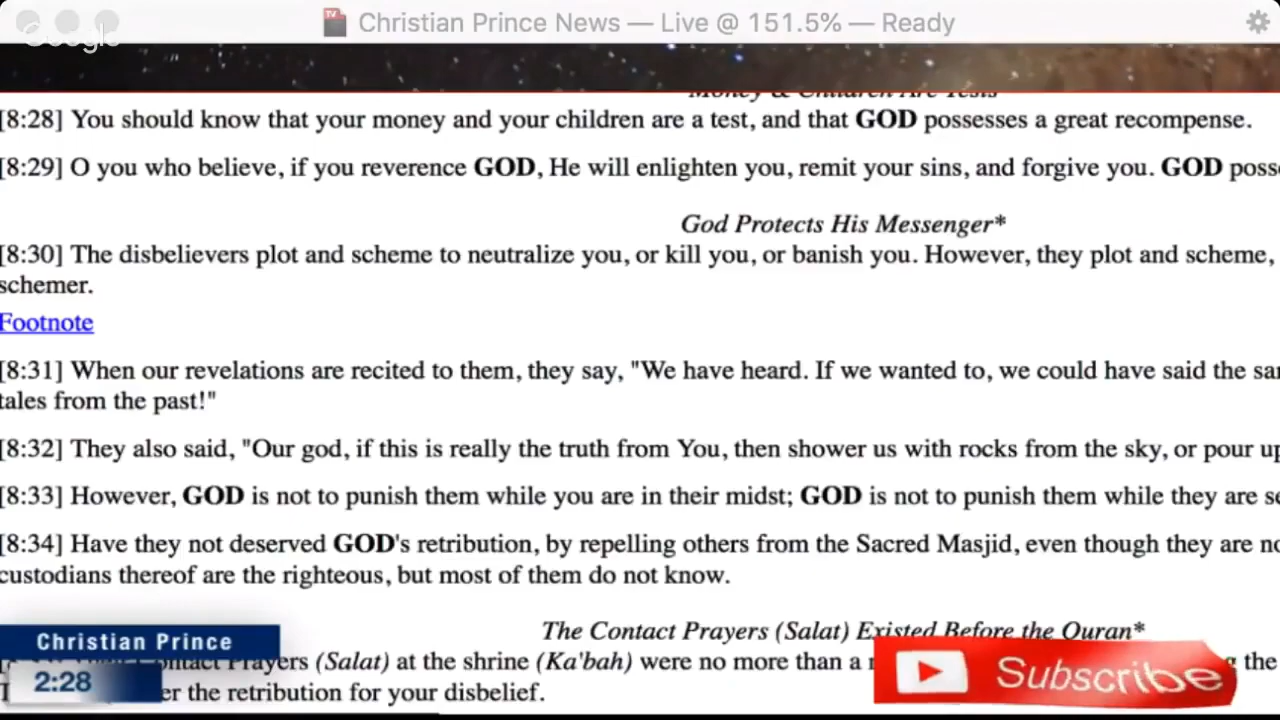 Google
Christian Prince News — Live @ 151.5% — Ready
Money & Children Are Tests
[8:28] You should know that your money and your children are a test, and that GOD possesses a great recompense.
[8:29] O you who believe, if you reverence GOD, He will enlighten you, remit your sins, and forgive you. GOD
God Protects His Messenger*
[8:30] The disbelievers plot and scheme to neutralize you, or kill you, or banish you. However, they plot and scheme,
schemer.
Footnote
[8:31] When our revelations are recited to them, they say, "We have heard. If we wanted to, we could have said the
tales from the past!"
[8:32] They also said, "Our god, if this is really the truth from You, then shower us with rocks from the sky, or pour
[8:33] However, GOD is not to punish them while you are in their midst; GOD is not to punish them while they are
[8:34] Have they not deserved GOD's retribution, by repelling others from the Sacred Masjid, even though they are
custodians thereof are the righteous, but most of them do not know.
The Contact Prayers (Salat) Existed Before the Quran*
Prayers (Salat) at the shrine (Ka'bah) were no more than a the
the retribution for your disbelief.
Christian Prince
2:28
Subscribe